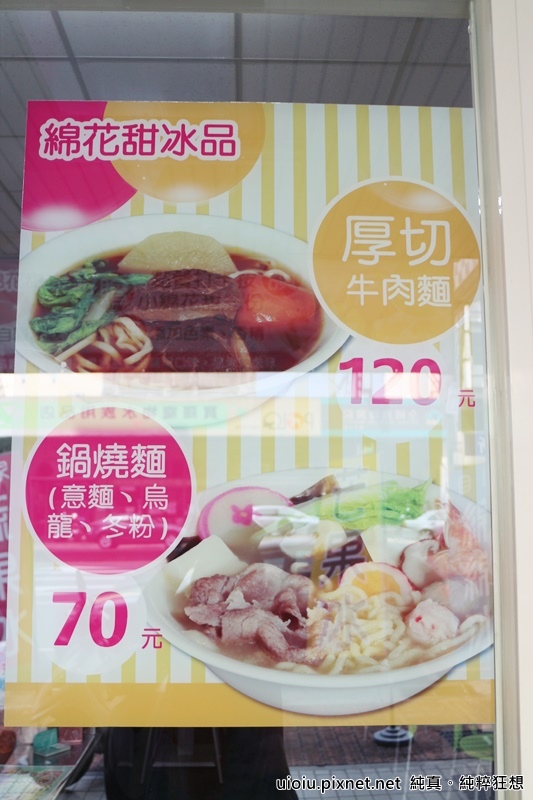 綿花甜冰品
厚切
牛肉麵
120 元
鍋燒麵
(意麵、烏
龍、冬粉)
70 元
uioiu.pixnet.net 純真。純粹狂想